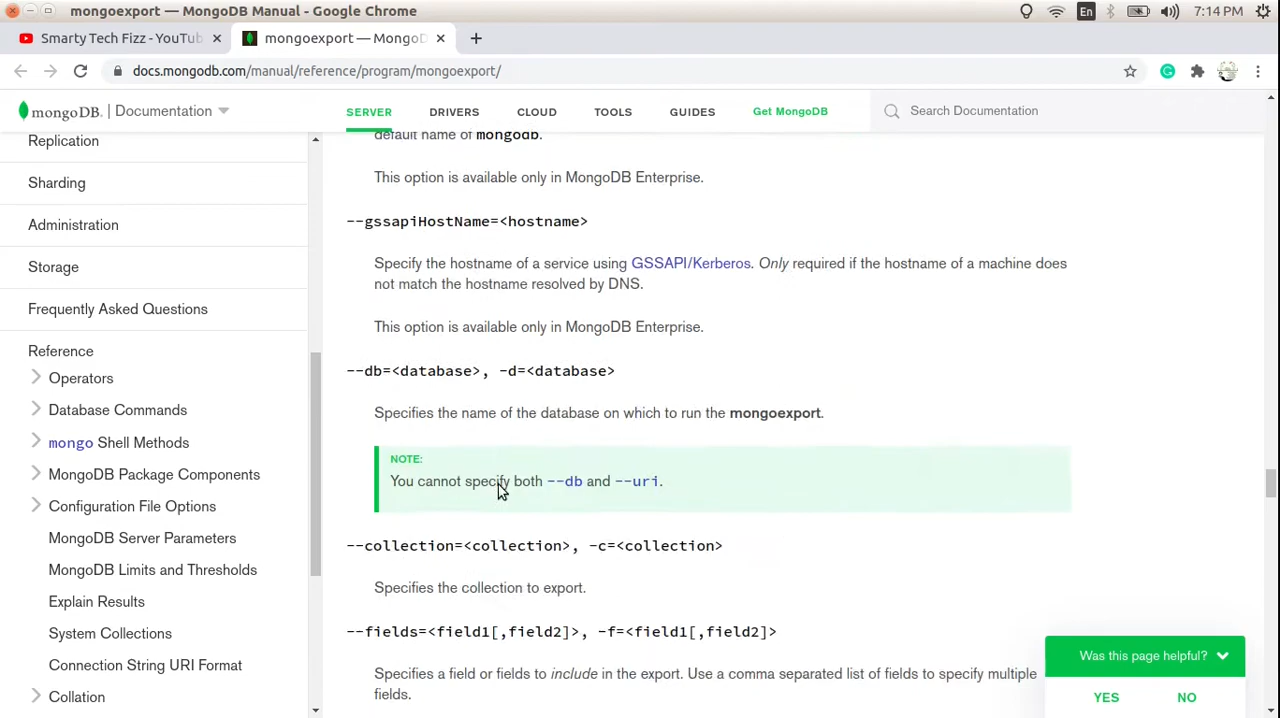 mongoexport — MongoDB Manual - Google Chrome
En
7:14 PM
Smarty Tech Fizz - YouTub
mongoexport — MongoD
docs.mongodb.com/manual/reference/program/mongoexport/
mongoDB. | Documentation
SERVER
DRIVERS
CLOUD
TOOLS
GUIDES
Get MongoDB
Search Documentation
Replication
Sharding
Administration
Storage
Frequently Asked Questions
Reference
Operators
Database Commands
mongo Shell Methods
MongoDB Package Components
Configuration File Options
MongoDB Server Parameters
MongoDB Limits and Thresholds
Explain Results
System Collections
Connection String URI Format
Collation
default name of mongodb.
This option is available only in MongoDB Enterprise.
--gssapiHostName=<hostname>
Specify the hostname of a service using GSSAPI/Kerberos. Only required if the hostname of a machine does
not match the hostname resolved by DNS.
This option is available only in MongoDB Enterprise.
--db=<database>, -d=<database>
Specifies the name of the database on which to run the mongoexport.
NOTE:
You cannot specify both --db and --uri.
--collection=<collection>, -c=<collection>
Specifies the collection to export.
--fields=<field1[,field2]>, -f=<field1[,field2]>
Specifies a field or fields to include in the export. Use a comma separated list of fields to specify multiple
fields.
Was this page helpful?
YES
NO